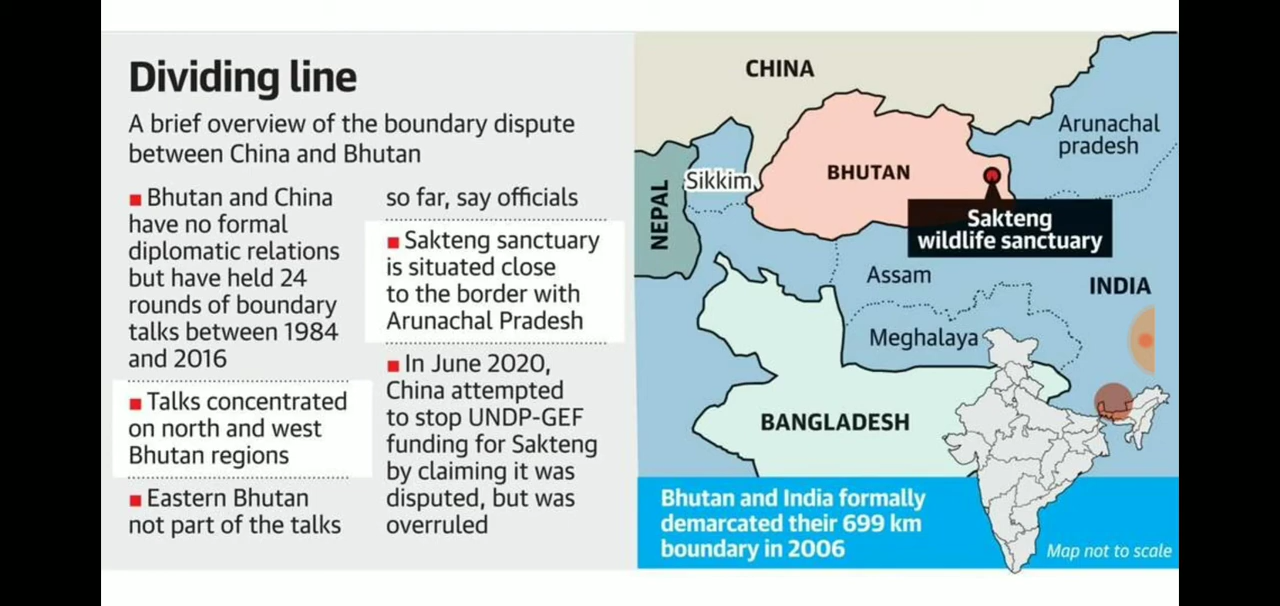 Dividing line
A brief overview of the boundary dispute
between China and Bhutan
■ Bhutan and China
have no formal
diplomatic relations
but have held 24
rounds of boundary
talks between 1984
and 2016
■ Talks concentrated
on north and west
Bhutan regions
■ Eastern Bhutan
not part of the talks
so far, say officials
■ Sakteng sanctuary
is situated close
to the border with
Arunachal Pradesh
■ In June 2020,
China attempted
to stop UNDP-GEF
funding for Sakteng
by claiming it was
disputed, but was
overruled
CHINA
Arunachal
pradesh
BHUTAN
Sikkim
NEPAL
Sakteng
wildlife sanctuary
Assam
INDIA
Meghalaya
BANGLADESH
Bhutan and India formally
demarcated their 699 km
boundary in 2006
Map not to scale